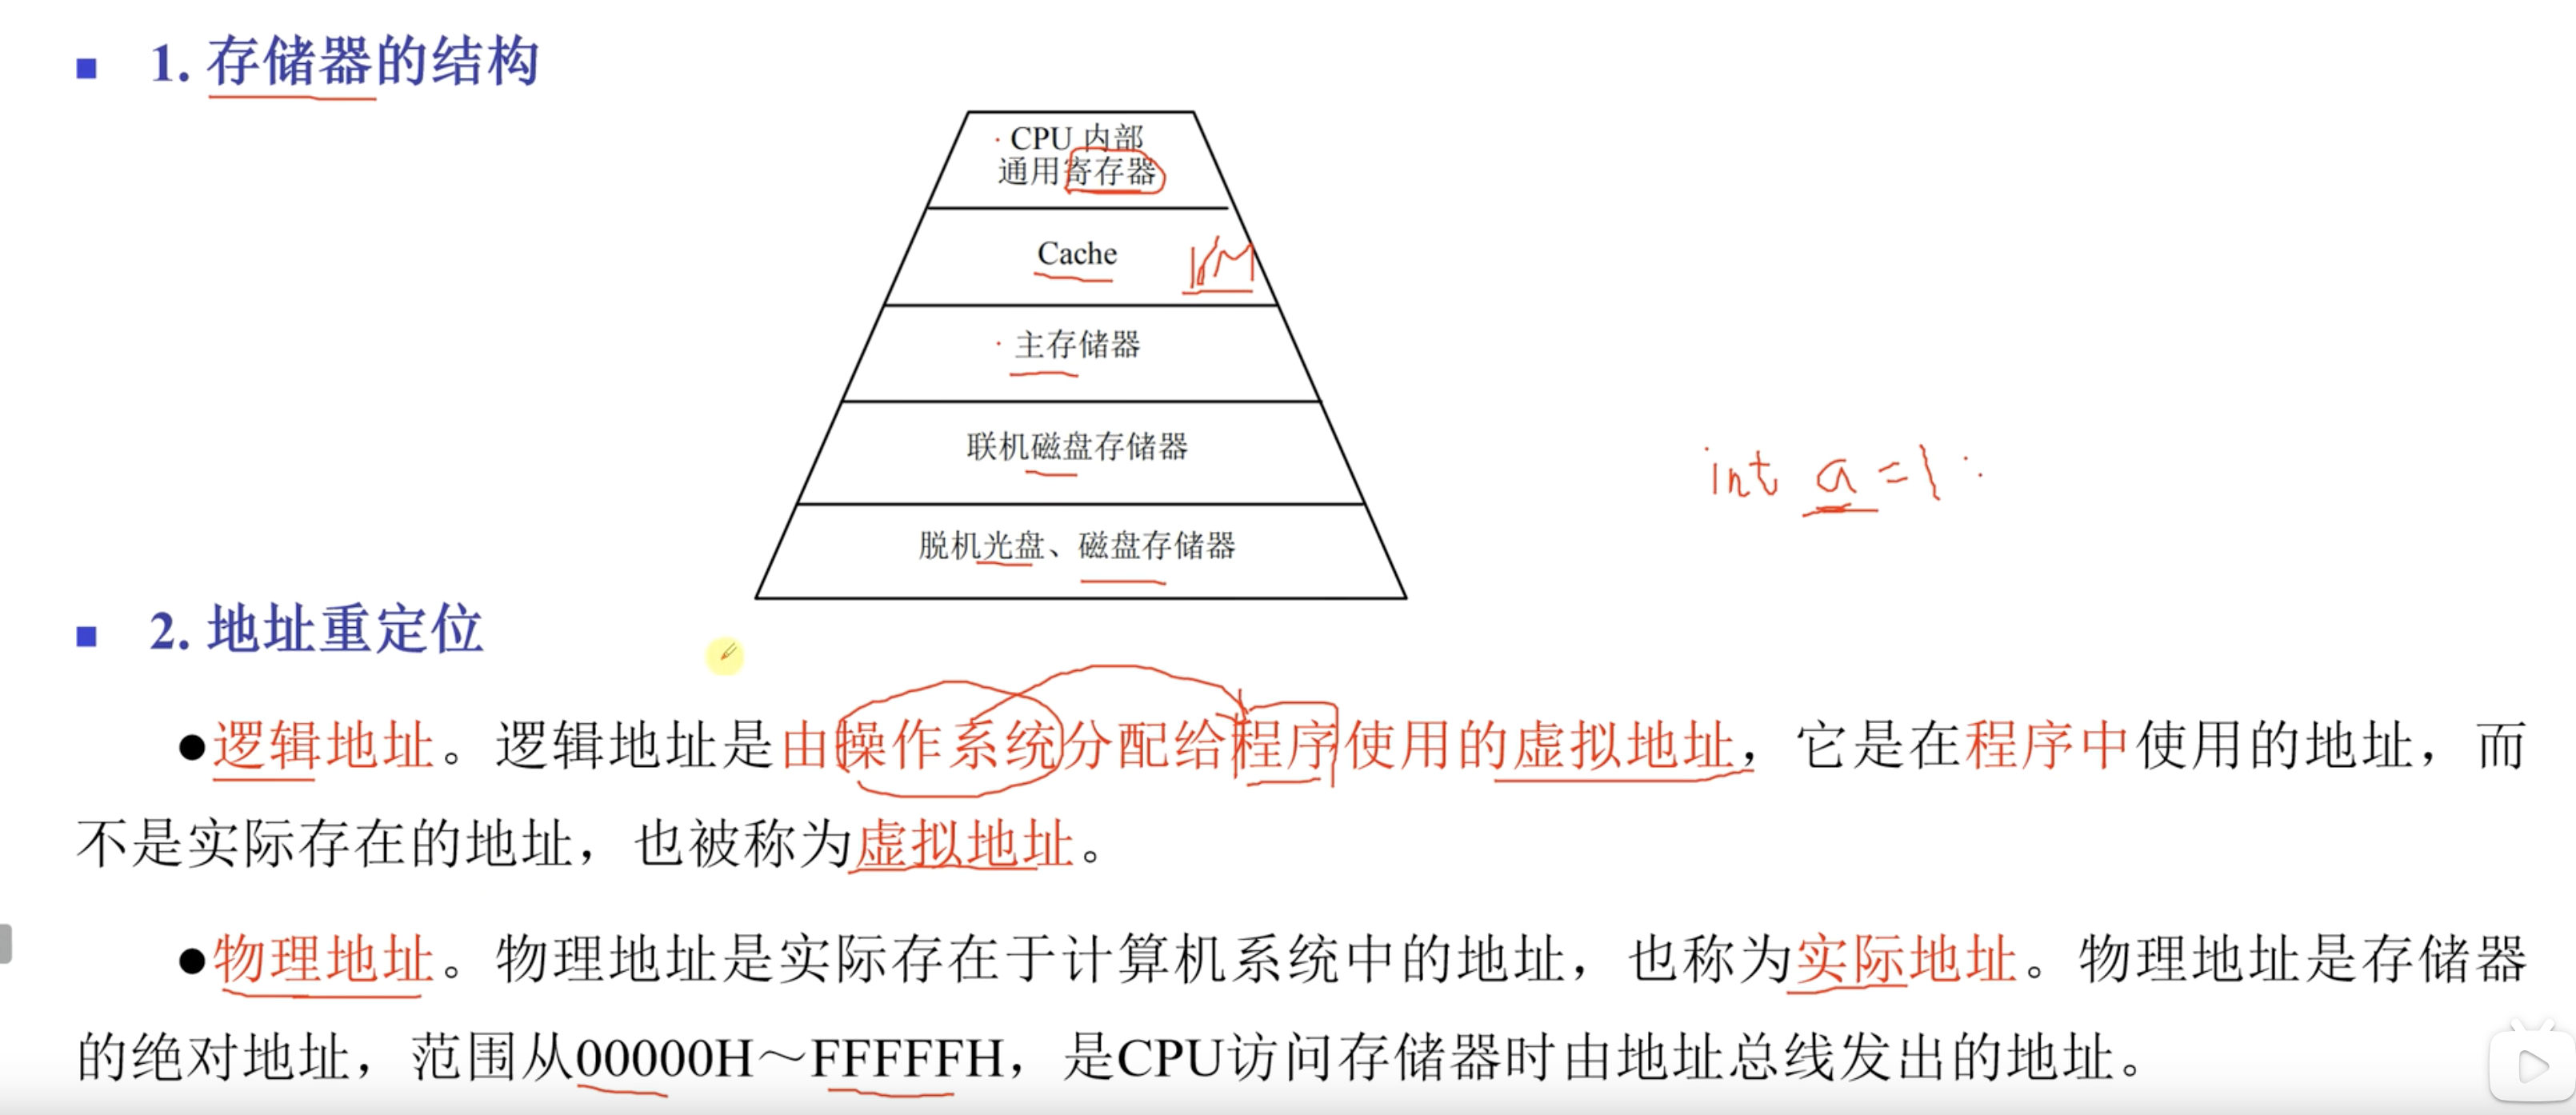 1. 存储器的结构
CPU 内部
通用寄存器
Cache
主存储器
联机磁盘存储器
int a=1;
脱机光盘、磁盘存储器
2. 地址重定位
●逻辑地址。逻辑地址是由操作系统分配给程序使用的虚拟地址，它是在程序中使用的地址，而
不是实际存在的地址，也被称为虚拟地址。
●物理地址。物理地址是实际存在于计算机系统中的地址，也称为实际地址。物理地址是存储器
的绝对地址，范围从00000H～FFFFFH，是CPU访问存储器时由地址总线发出的地址。